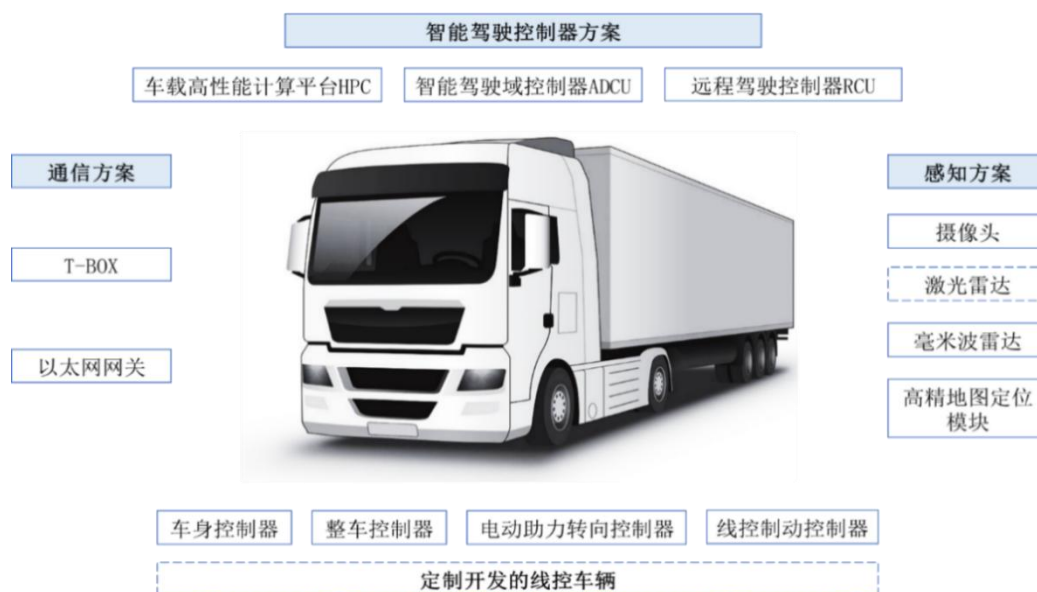 智能驾驶控制器方案
车载高性能计算平台HPC
智能驾驶域控制器ADCU
远程驾驶控制器RCU
通信方案
T-BOX
以太网网关
感知方案
摄像头
激光雷达
毫米波雷达
高精地图定位
模块
车身控制器
整车控制器
电动助力转向控制器
线控制动控制器
定制开发的线控车辆